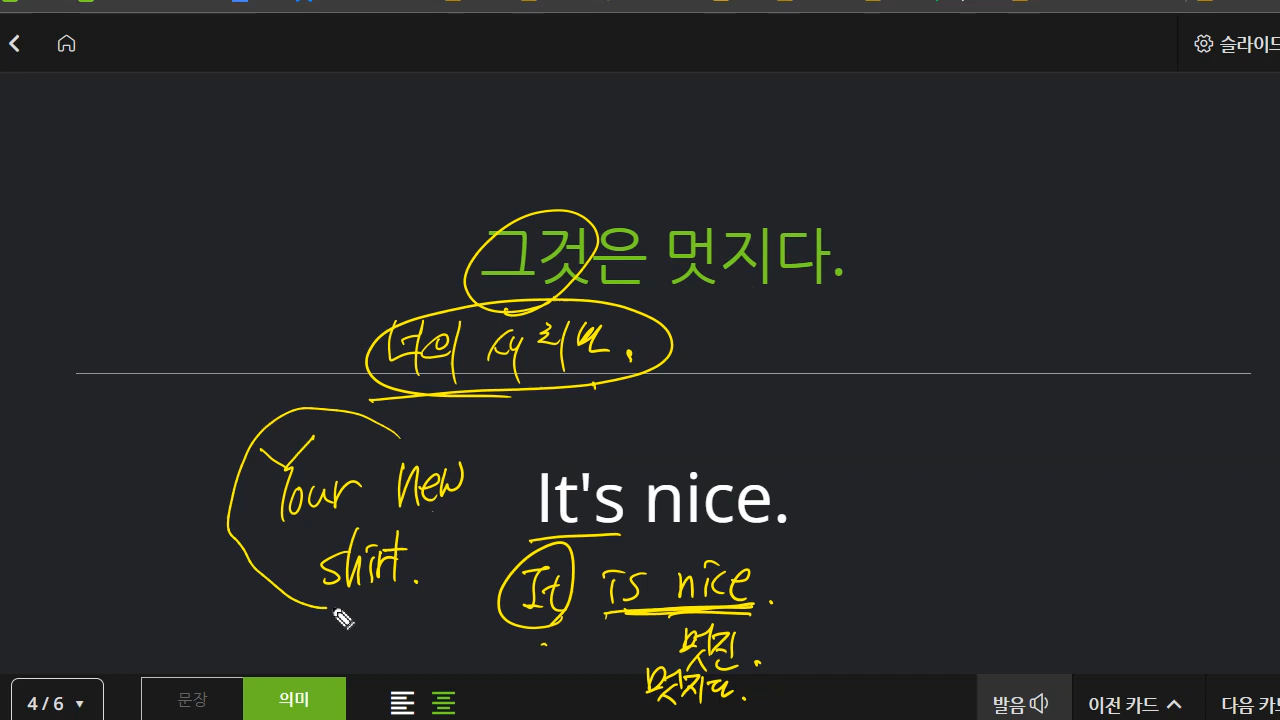 슬라이드
그것은 멋지다.
너의 새
Your new
shirt.
It's nice.
It is nice.
멋진.
멋지다.
4 / 6
문장
의미
발음
이전 카드
다음 카